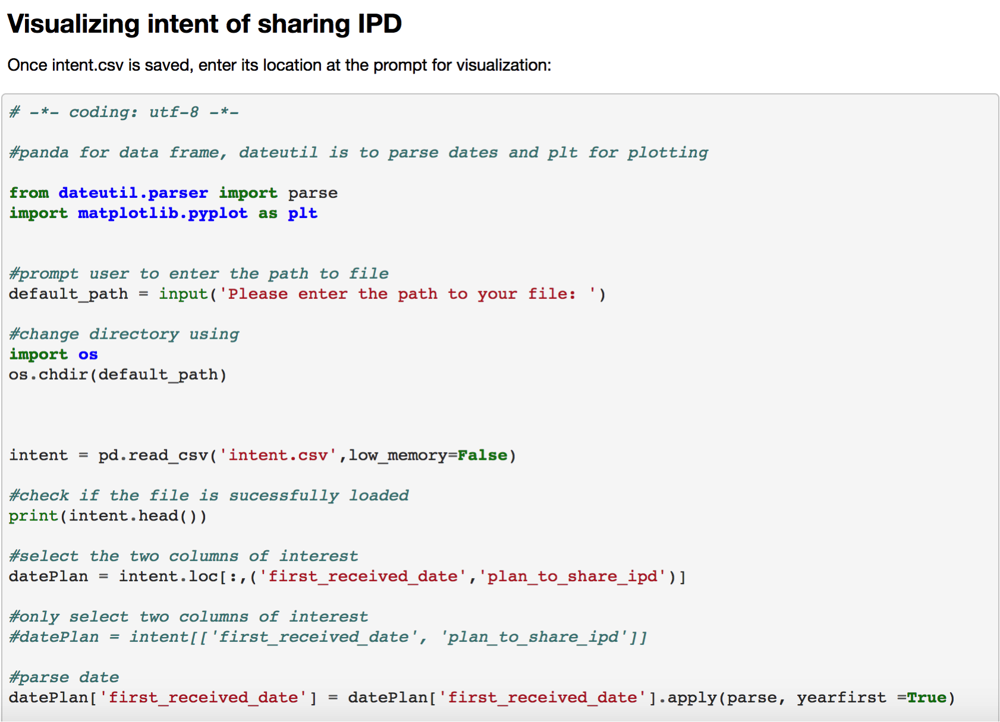 Visualizing intent of sharing IPD
Once intent.csv is saved, enter its location at the prompt for visualization:
# -*- coding: utf-8 -*-
#panda for data frame, dateutil is to parse dates and plt for plotting
from dateutil.parser import parse
import matplotlib.pyplot as plt
#prompt user to enter the path to file
default_path = input('Please enter the path to your file: ')
#change directory using
import os
os.chdir(default_path)
intent = pd.read_csv('intent.csv',low_memory=False)
#check if the file is sucessfully loaded
print(intent.head())
#select the two columns of interest
datePlan = intent.loc[:,('first_received_date','plan_to_share_ipd')]
#only select two columns of interest
#datePlan = intent[['first_received_date', 'plan_to_share_ipd']]
#parse date
datePlan['first_received_date'] = datePlan['first_received_date'].apply(parse, yearfirst =True)